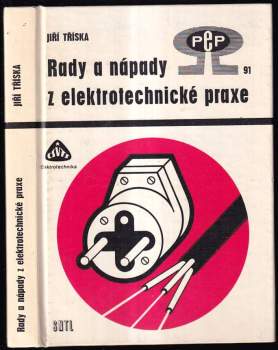 JIŘÍ TŘÍSKA
PEP
91
Rady a nápady
z elektrotechnické praxe
Elektrotechnika
SNTL
JIŘÍ TŘÍSKA
Rady a nápady z elektrotechnické praxe